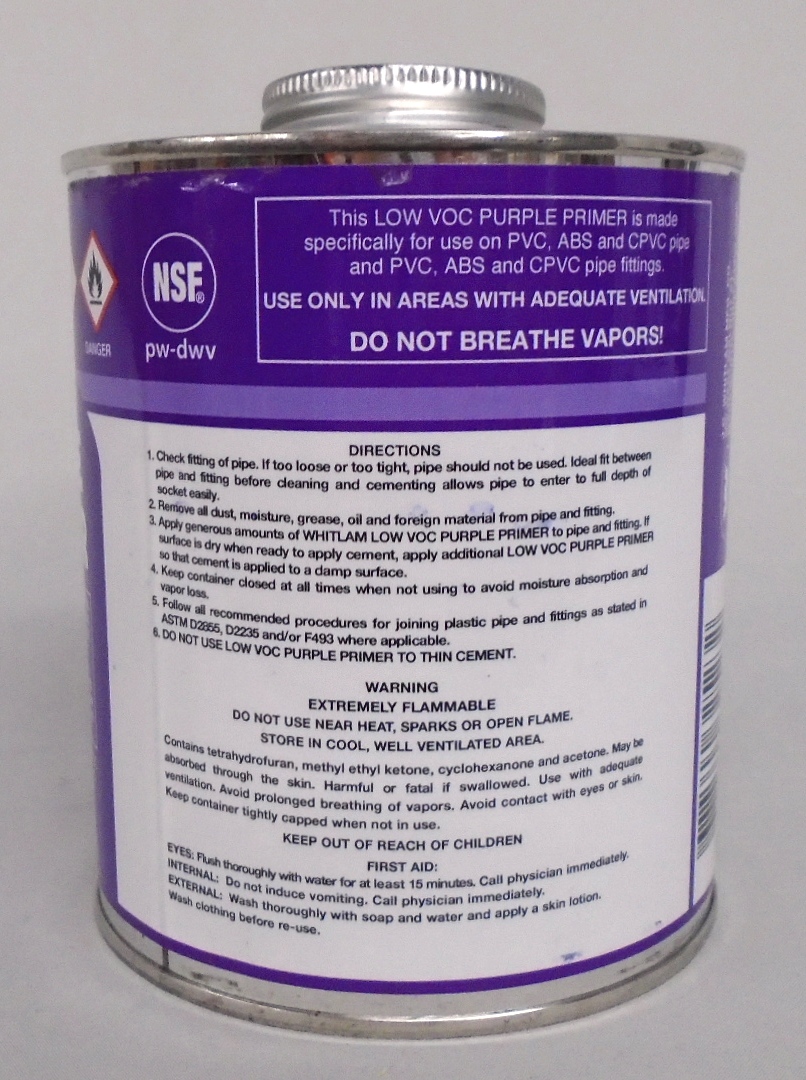 DANGER
NSF®
pw-dwv
This LOW VOC PURPLE PRIMER is made
specifically for use on PVC, ABS and CPVC pipe
and PVC, ABS and CPVC pipe fittings.
USE ONLY IN AREAS WITH ADEQUATE VENTILATION.
DO NOT BREATHE VAPORS!
DIRECTIONS
1. Check fitting of pipe. If too loose or too tight, pipe should not be used. Ideal fit between
pipe and fitting before cleaning and cementing allows pipe to enter to full depth of
socket easily.
2. Remove all dust, moisture, grease, oil and foreign material from pipe and fitting.
3. Apply generous amounts of WHITLAM LOW VOC PURPLE PRIMER to pipe and fitting. If
surface is dry when ready to apply cement, apply additional LOW VOC PURPLE PRIMER
so that cement is applied to a damp surface.
4. Keep container closed at all times when not using to avoid moisture absorption and
vapor loss.
5. Follow all recommended procedures for joining plastic pipe and fittings as stated in
ASTM D2855, D2235 and/or F493 where applicable.
6. DO NOT USE LOW VOC PURPLE PRIMER TO THIN CEMENT.
WARNING
EXTREMELY FLAMMABLE
DO NOT USE NEAR HEAT, SPARKS OR OPEN FLAME.
STORE IN COOL, WELL VENTILATED AREA.
Contains tetrahydrofuran, methyl ethyl ketone, cyclohexanone and acetone. May be
absorbed through the skin. Harmful or fatal if swallowed. Use with adequate
ventilation. Avoid prolonged breathing of vapors. Avoid contact with eyes or skin.
Keep container tightly capped when not in use.
KEEP OUT OF REACH OF CHILDREN
FIRST AID:
EYES: Flush thoroughly with water for at least 15 minutes. Call physician immediately.
INTERNAL: Do not induce vomiting. Call physician immediately.
EXTERNAL: Wash thoroughly with soap and water and apply a skin lotion.
Wash clothing before re-use.